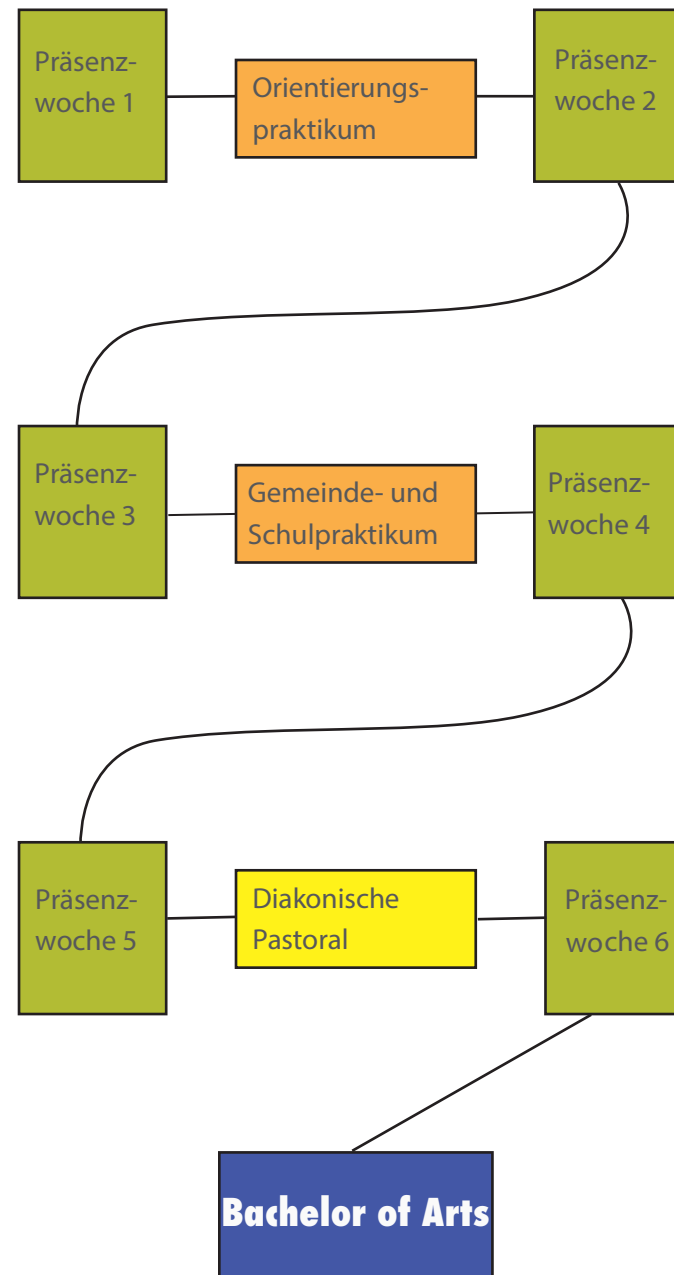 Präsenz-
woche 1
Orientierungs-
praktikum
Präsenz-
woche 2
Präsenz-
woche 3
Gemeinde- und
Schulpraktikum
Präsenz-
woche 4
Präsenz-
woche 5
Diakonische
Pastoral
Präsenz-
woche 6
Bachelor of Arts